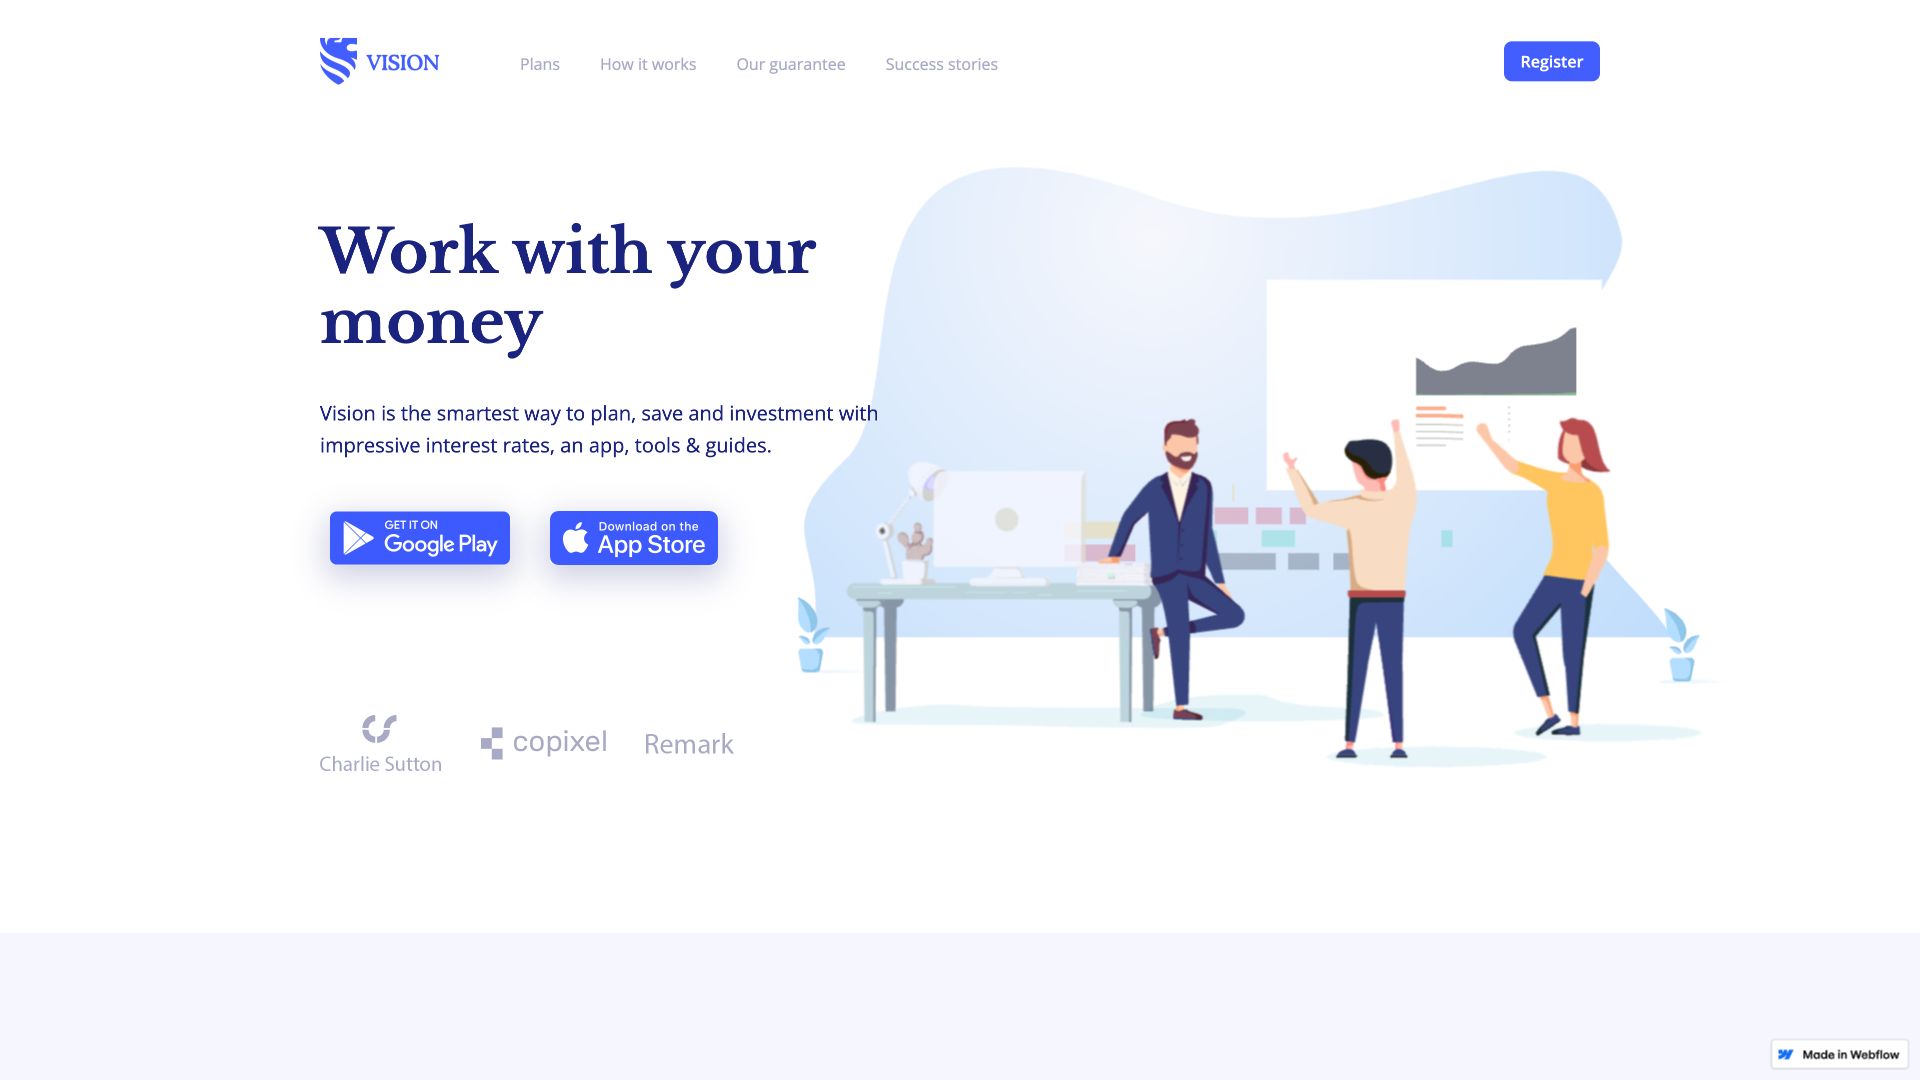 VISION
Plans
How it works
Our guarantee
Success stories
Register
Work with your
money
Vision is the smartest way to plan, save and investment with
impressive interest rates, an app, tools & guides.
GET IT ON
Google Play
Download on the
App Store
Charlie Sutton
copixel
Remark
Made in Webflow